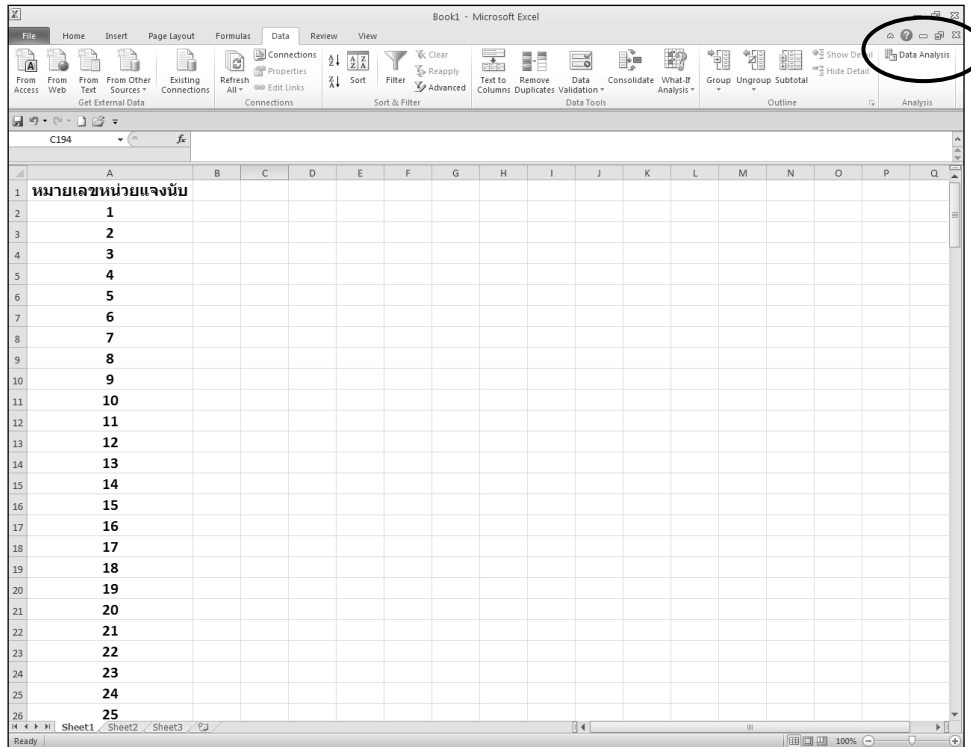 Book1 - Microsoft Excel
File Home Insert Page Layout Formulas Data Review View
From Access From Web From Text From Other Sources Existing Connections
Get External Data
Refresh All Connections Properties Edit Links
Connections
Sort Filter Clear Reapply Advanced
Sort & Filter
Text to Columns Remove Duplicates Data Validation Consolidate What-If Analysis
Data Tools
Group Ungroup Subtotal Show Detail Hide Detail
Outline
Data Analysis
Analysis
C194 fx
A B C D E F G H I J K L M N O P Q
1 หมายเลขหน่วยแจงนับ
2 1
3 2
4 3
5 4
6 5
7 6
8 7
9 8
10 9
11 10
12 11
13 12
14 13
15 14
16 15
17 16
18 17
19 18
20 19
21 20
22 21
23 22
24 23
25 24
26 25
Sheet1 Sheet2 Sheet3
Ready 100%